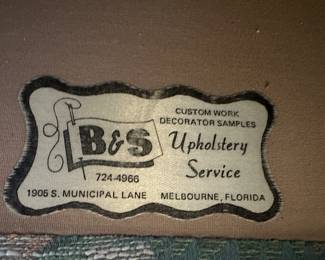 CUSTOM WORK
DECORATOR SAMPLES
B&S
Upholstery
Service
724-4966
1905 S. MUNICIPAL LANE MELBOURNE, FLORIDA